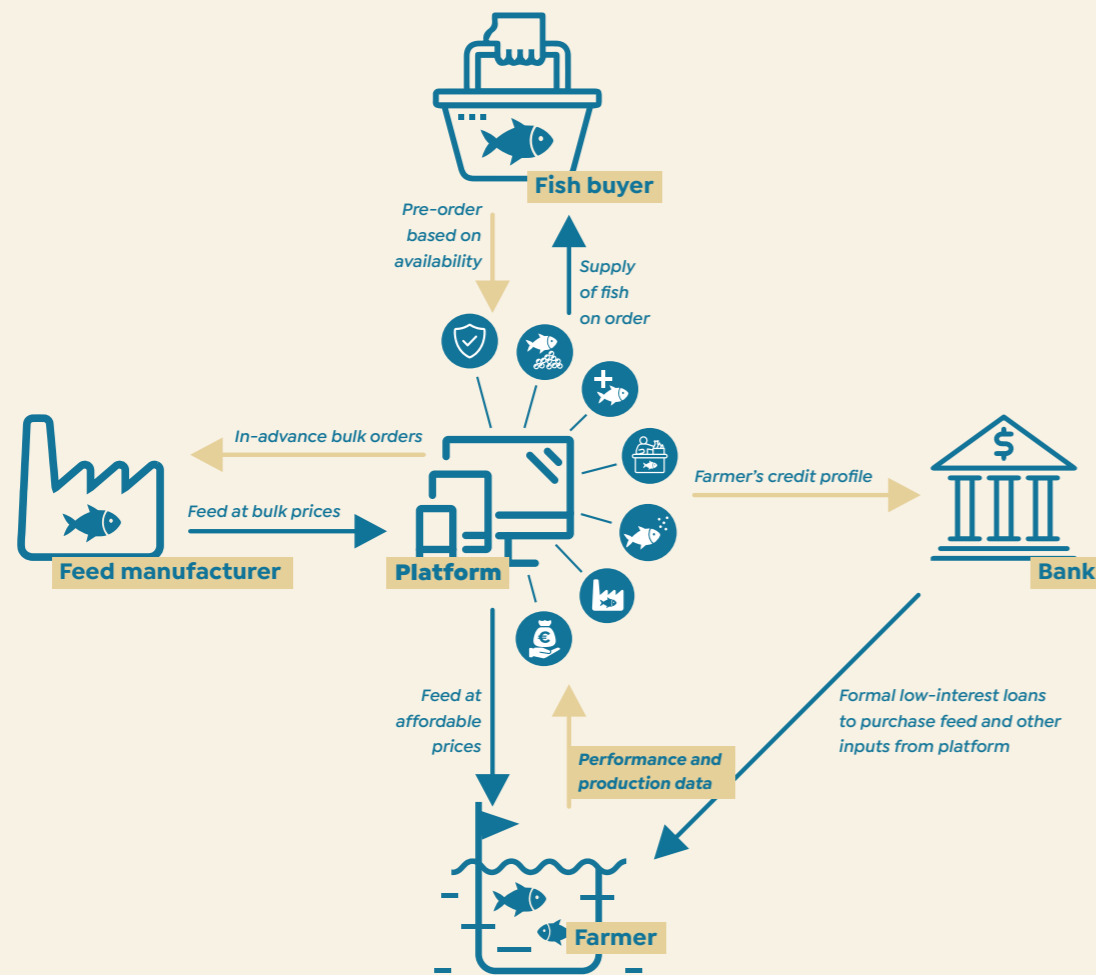 Fish buyer
Pre-order
based on
availability
Supply
of fish
on order
In-advance bulk orders
Farmer's credit profile
$
Feed at bulk prices
Feed manufacturer
Platform
Bank
€
Feed at
affordable
prices
Formal low-interest loans
to purchase feed and other
inputs from platform
Performance and
production data
Farmer